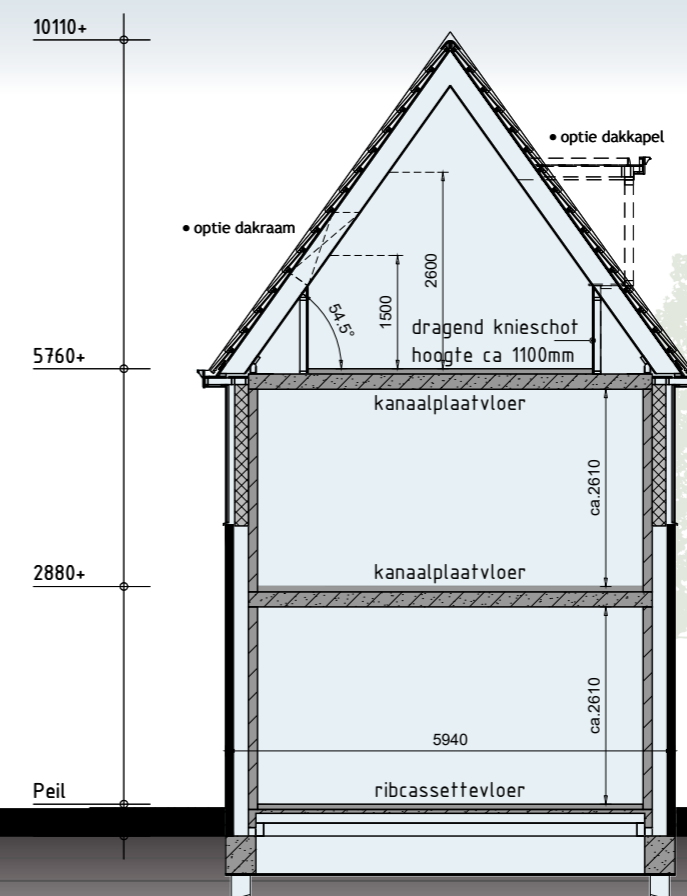 10110+
• optie dakkapel
• optie dakraam
2600
1500
54.5°
dragend knieschot
hoogte ca 1100mm
5760+
kanaalplaatvloer
ca.2610
2880+
kanaalplaatvloer
ca.2610
5940
Peil
ribcassettevloer